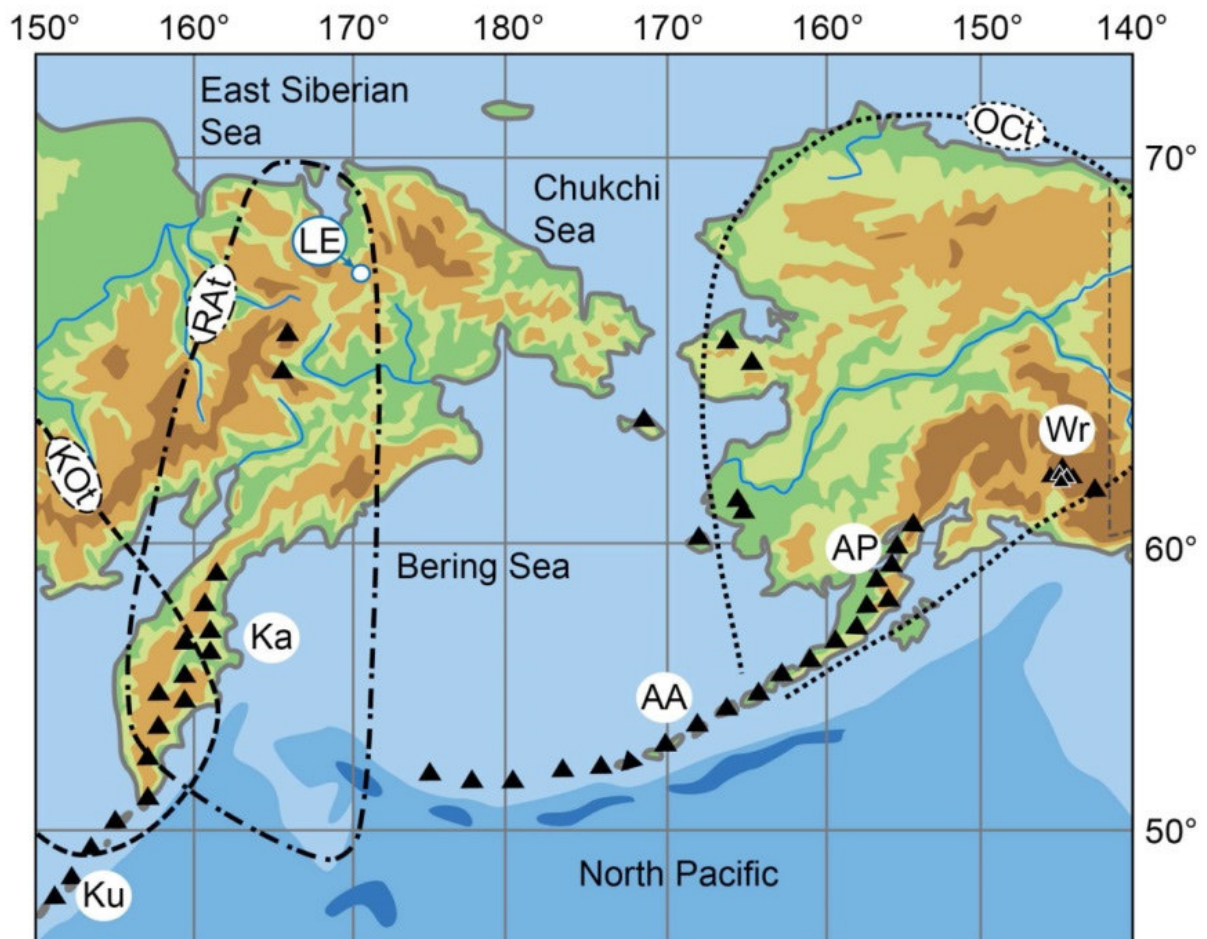 150° 160° 170° 180° 170° 160° 150° 140°
East Siberian
Sea
OCt
70°
Chukchi
Sea
LE
RAt
KOt
Wr
60°
AP
Bering Sea
Ka
AA
50°
North Pacific
Ku